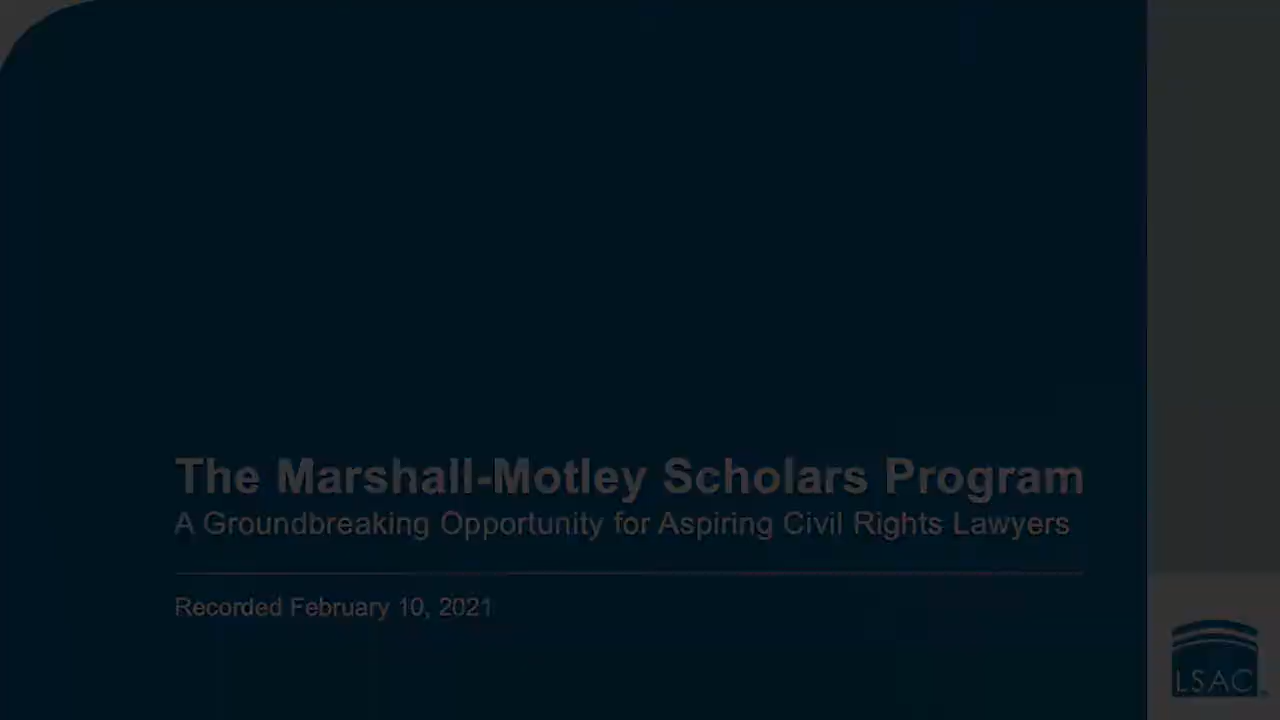 The Marshall-Motley Scholars Program
A Groundbreaking Opportunity for Aspiring Civil Rights Lawyers
Recorded February 10, 2021
LSAC